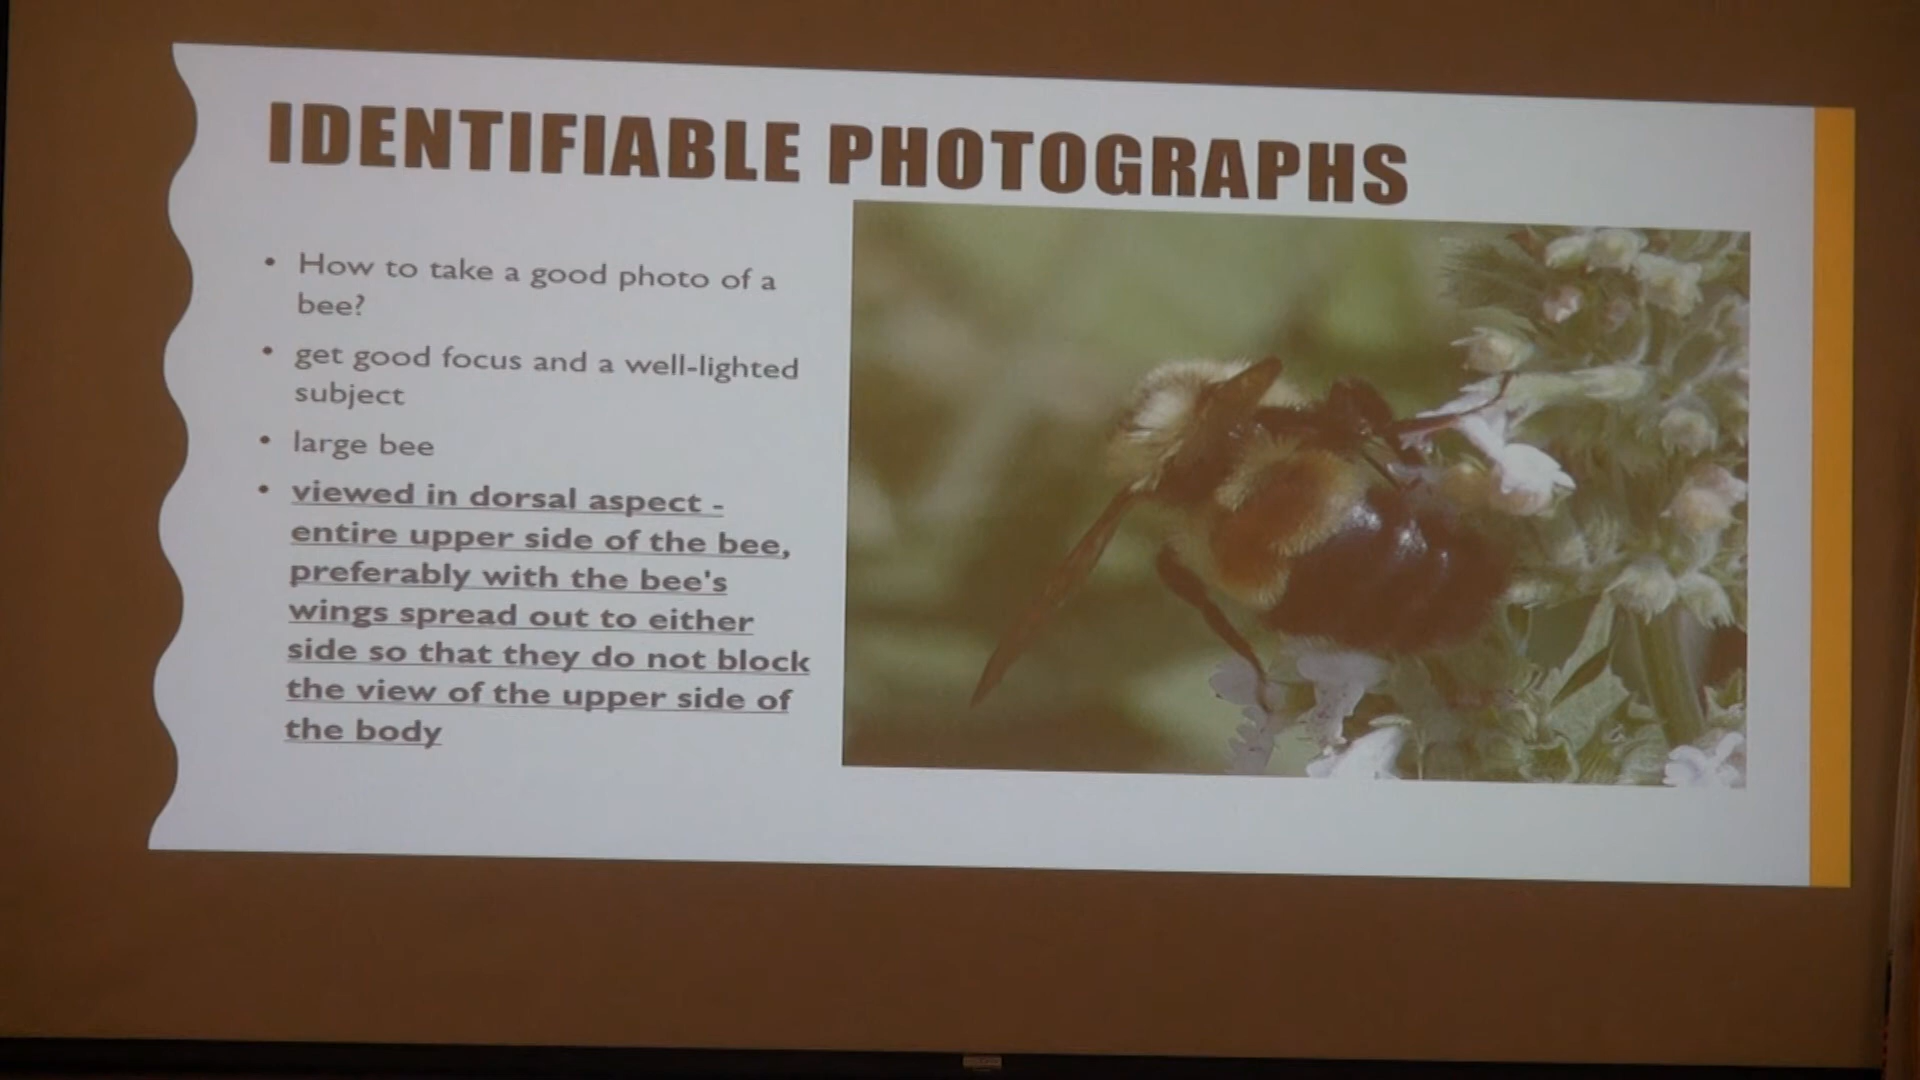 IDENTIFIABLE PHOTOGRAPHS
• How to take a good photo of a
bee?
• get good focus and a well-lighted
subject
• large bee
• viewed in dorsal aspect -
entire upper side of the bee,
preferably with the bee's
wings spread out to either
side so that they do not block
the view of the upper side of
the body